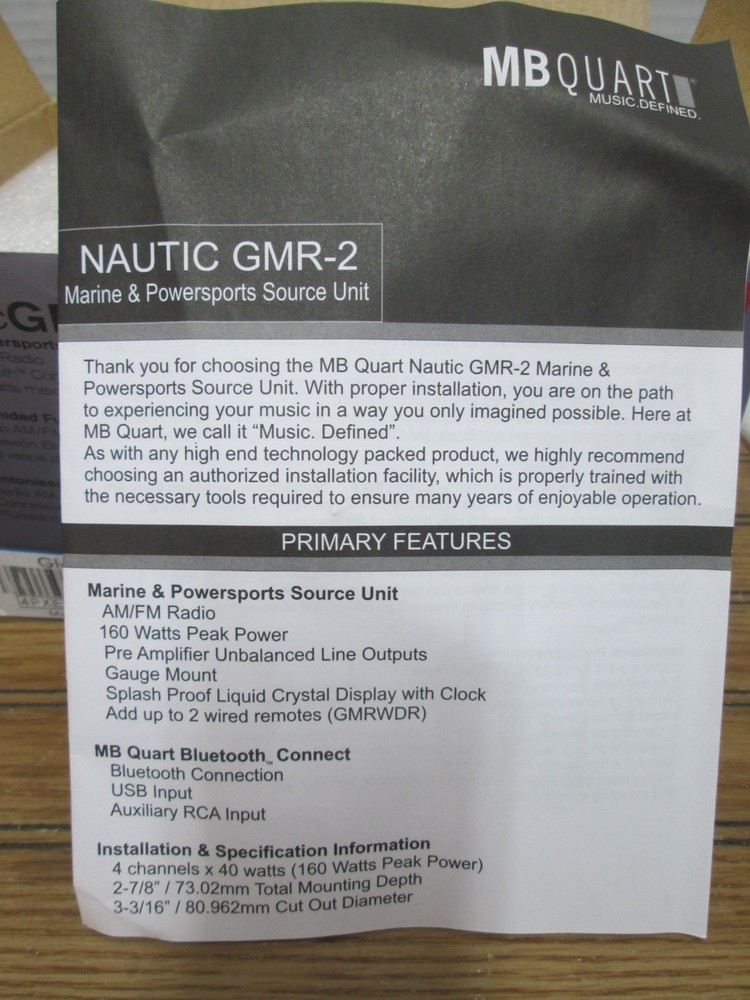 MB QUART
MUSIC.DEFINED.
NAUTIC GMR-2
Marine & Powersports Source Unit
Thank you for choosing the MB Quart Nautic GMR-2 Marine &
Powersports Source Unit. With proper installation, you are on the path
to experiencing your music in a way you only imagined possible. Here at
MB Quart, we call it “Music. Defined”.
As with any high end technology packed product, we highly recommend
choosing an authorized installation facility, which is properly trained with
the necessary tools required to ensure many years of enjoyable operation.
PRIMARY FEATURES
Marine & Powersports Source Unit
AM/FM Radio
160 Watts Peak Power
Pre Amplifier Unbalanced Line Outputs
Gauge Mount
Splash Proof Liquid Crystal Display with Clock
Add up to 2 wired remotes (GMRWDR)
MB Quart Bluetooth™ Connect
Bluetooth Connection
USB Input
Auxiliary RCA Input
Installation & Specification Information
4 channels x 40 watts (160 Watts Peak Power)
2-7/8” / 73.02mm Total Mounting Depth
3-3/16” / 80.962mm Cut Out Diameter
Radio